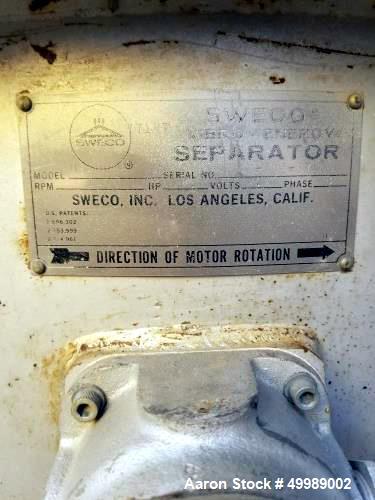 SWECO
SWECO
®
VIBRO-ENERGY
SEPARATOR
MODEL SERIAL NO.
RPM HP VOLTS PHASE
SWECO, INC. LOS ANGELES, CALIF.
U.S. PATENTS:
DIRECTION OF MOTOR ROTATION
Aaron Stock # 49989002